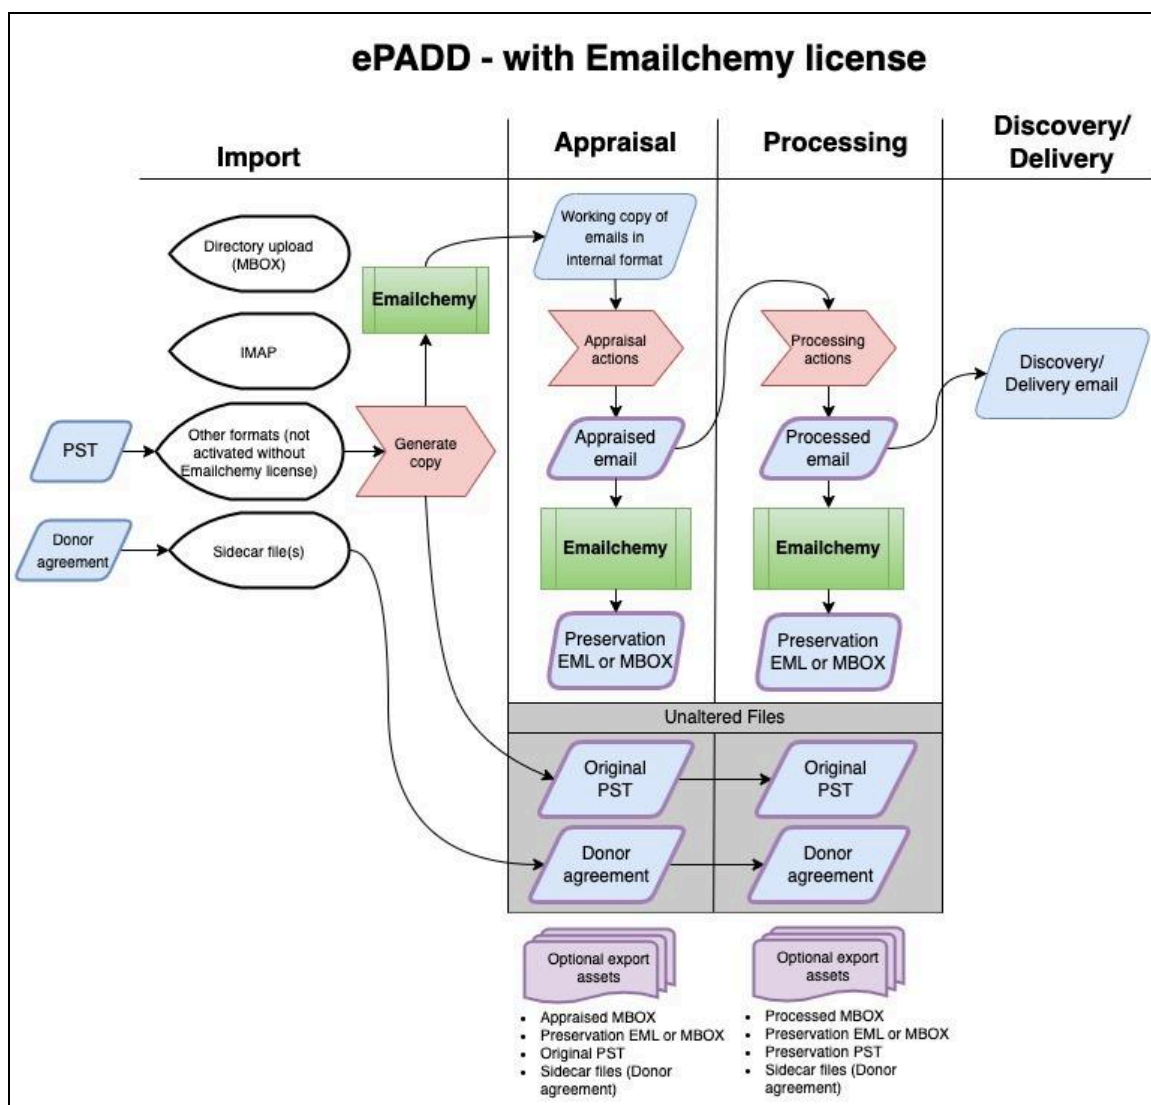 ePADD - with Emailchemy license
Import
Appraisal
Processing
Discovery/
Delivery
Directory upload
(MBOX)
Emailchemy
Working copy of
emails in
internal format
IMAP
Appraisal
actions
Processing
actions
Discovery/
Delivery email
PST
Other formats (not
activated without
Emailchemy license)
Generate
copy
Appraised
email
Processed
email
Donor
agreement
Sidecar file(s)
Emailchemy
Emailchemy
Preservation
EML or MBOX
Preservation
EML or MBOX
Unaltered Files
Original
PST
Original
PST
Donor
agreement
Donor
agreement
Optional export
assets
Optional export
assets
• Appraised MBOX
• Preservation EML or MBOX
• Original PST
• Sidecar files (Donor
agreement)
• Processed MBOX
• Preservation EML or MBOX
• Preservation PST
• Sidecar files (Donor
agreement)